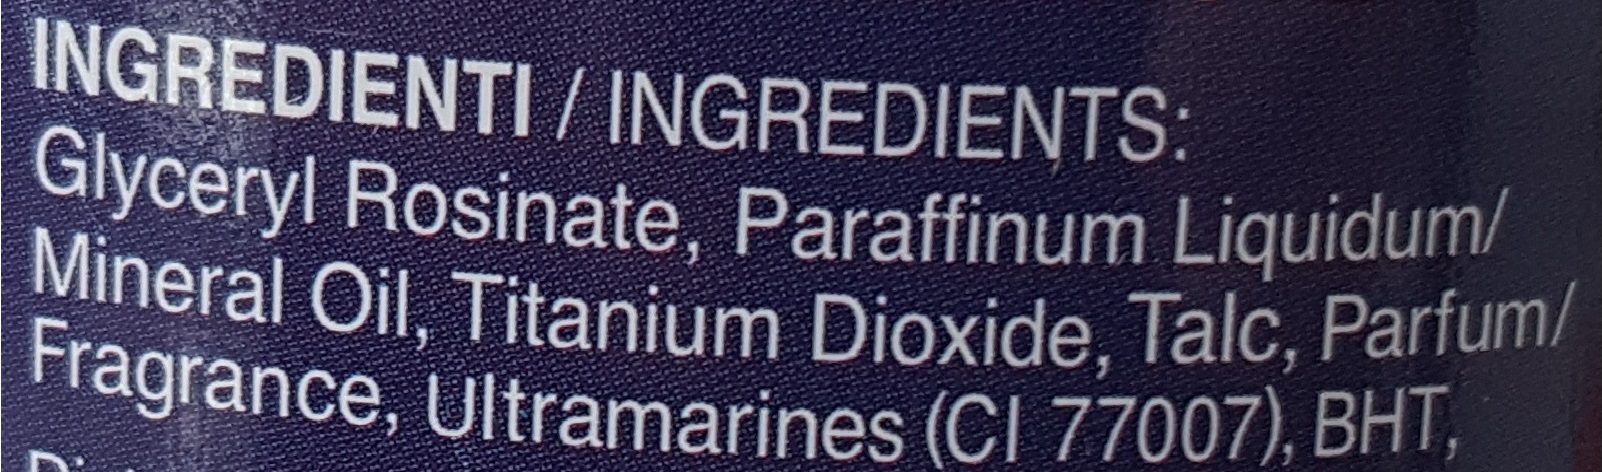 INGREDIENTI / INGREDIENTS:
Glyceryl Rosinate, Paraffinum Liquidum/
Mineral Oil, Titanium Dioxide, Talc, Parfum/
Fragrance, Ultramarines (CI 77007), BHT,